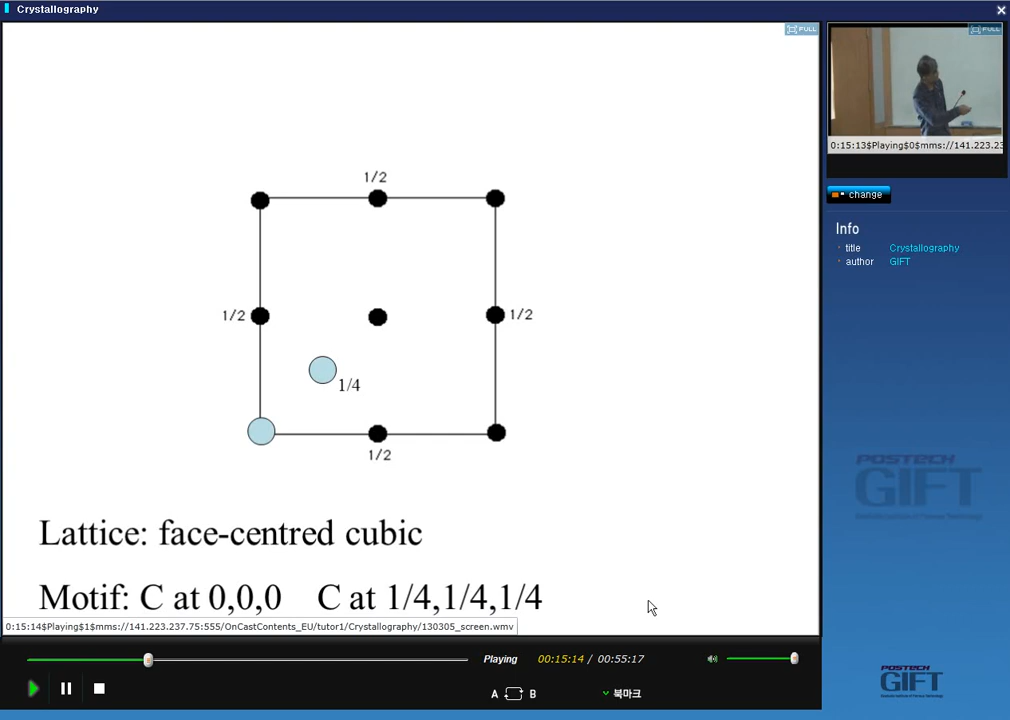 Crystallography
FULL
FULL
0:15:13$Playing$0$mms://141.223.23
change
Info
title Crystallography
author GIFT
1/2
1/2
1/2
1/4
1/2
Lattice: face-centred cubic
Motif: C at 0,0,0 C at 1/4,1/4,1/4
0:15:14$Playing$1$mms://141.223.237.75:555/OnCastContents_EU/tutor1/Crystallography/130305_screen.wmv
Playing 00:15:14 / 00:55:17
A B 북마크
POSTECH
GIFT
POSTECH
GIFT